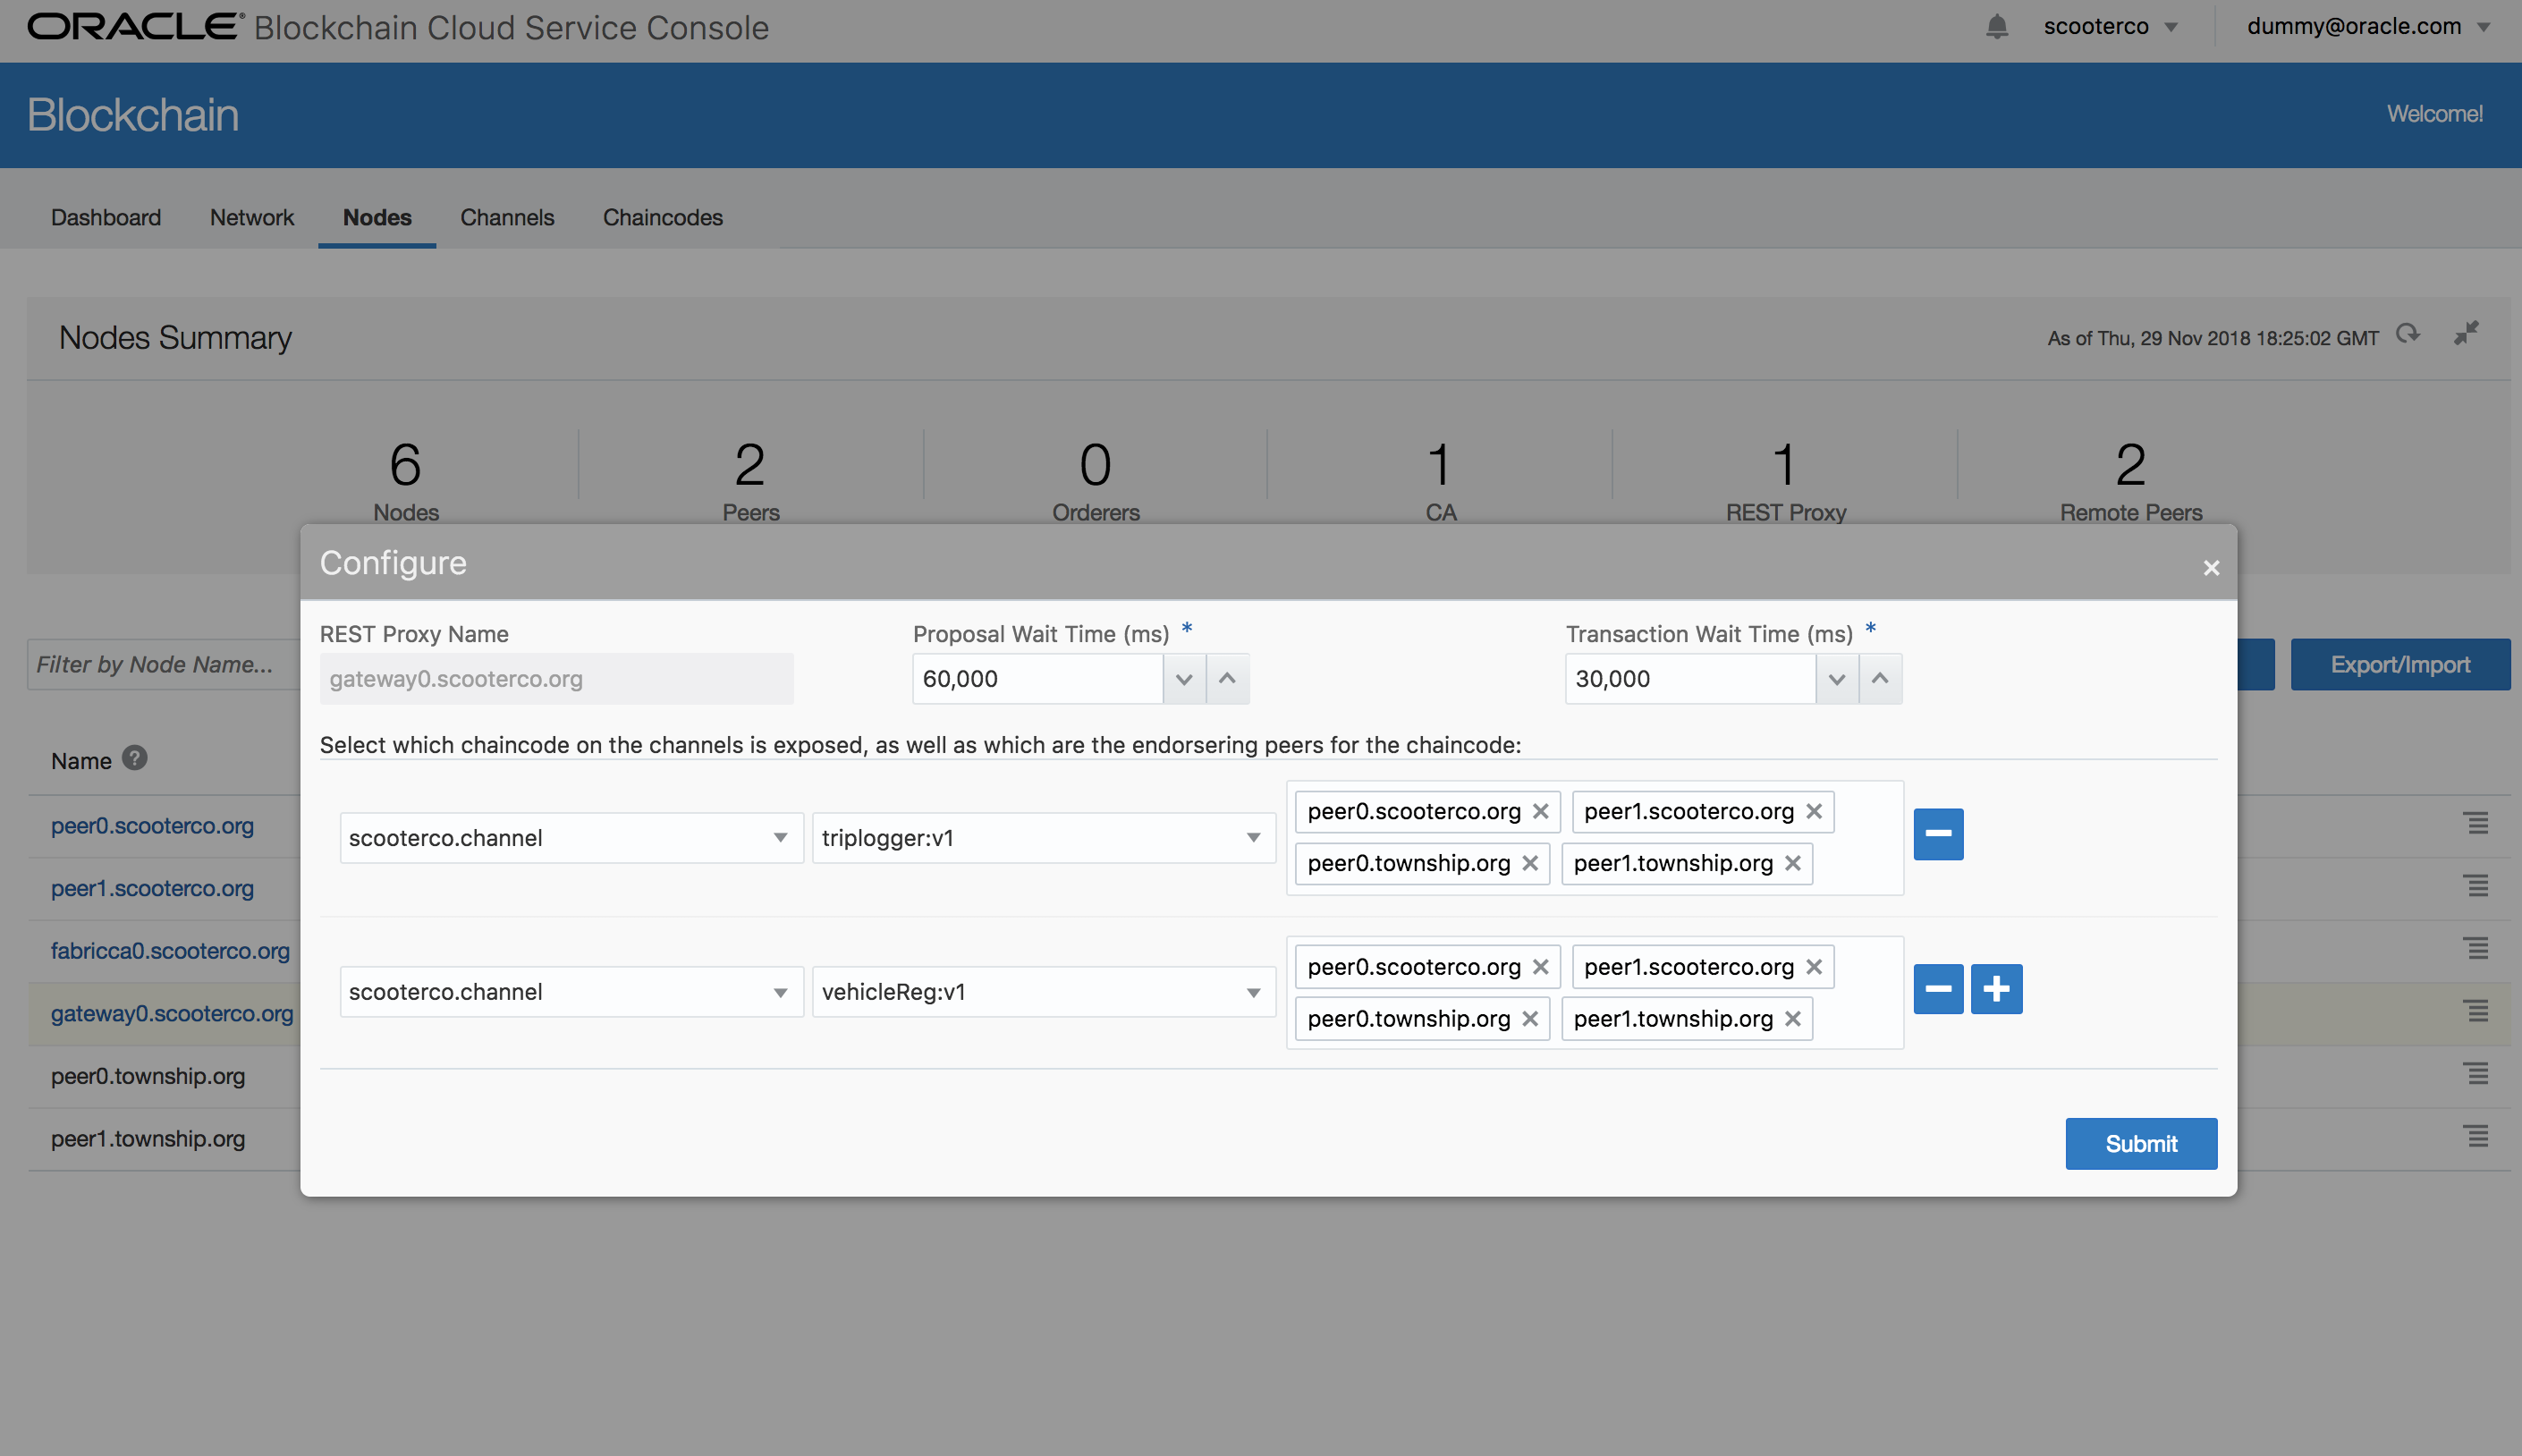 ORACLE® Blockchain Cloud Service Console
scooterco
dummy@oracle.com
Blockchain
Welcome!
Dashboard Network Nodes Channels Chaincodes
Nodes Summary
As of Thu, 29 Nov 2018 18:25:02 GMT
6 2 0 1 1 2
Nodes Peers Orderers CA REST Proxy Remote Peers
Configure
×
REST Proxy Name Proposal Wait Time (ms) * Transaction Wait Time (ms) *
Filter by Node Name...
gateway0.scooterco.org 60,000 30,000
Export/Import
Select which chaincode on the channels is exposed, as well as which are the endorsering peers for the chaincode:
Name ?
peer0.scooterco.org
peer1.scooterco.org
fabricca0.scooterco.org
gateway0.scooterco.org
peer0.township.org
peer1.township.org
scooterco.channel triplogger:v1
peer0.scooterco.org × peer1.scooterco.org ×
peer0.township.org × peer1.township.org ×
scooterco.channel vehicleReg:v1
peer0.scooterco.org × peer1.scooterco.org ×
peer0.township.org × peer1.township.org ×
Submit